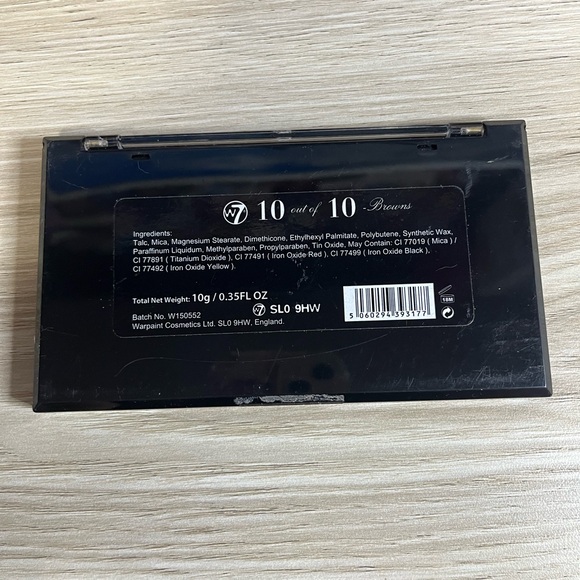 W7 10 out of 10 -Browns
Ingredients:
Talc, Mica, Magnesium Stearate, Dimethicone, Ethylhexyl Palmitate, Polybutene, Synthetic Wax,
Paraffinum Liquidum, Methylparaben, Propylparaben, Tin Oxide, May Contain: CI 77019 ( Mica ) /
CI 77891 ( Titanium Dioxide ), CI 77491 ( Iron Oxide Red ), CI 77499 ( Iron Oxide Black ),
CI 77492 ( Iron Oxide Yellow ).
Total Net Weight: 10g / 0.35FL OZ
W7 SL0 9HW
Batch No. W150552
Warpaint Cosmetics Ltd. SL0 9HW, England.
5 060294 393177
18M